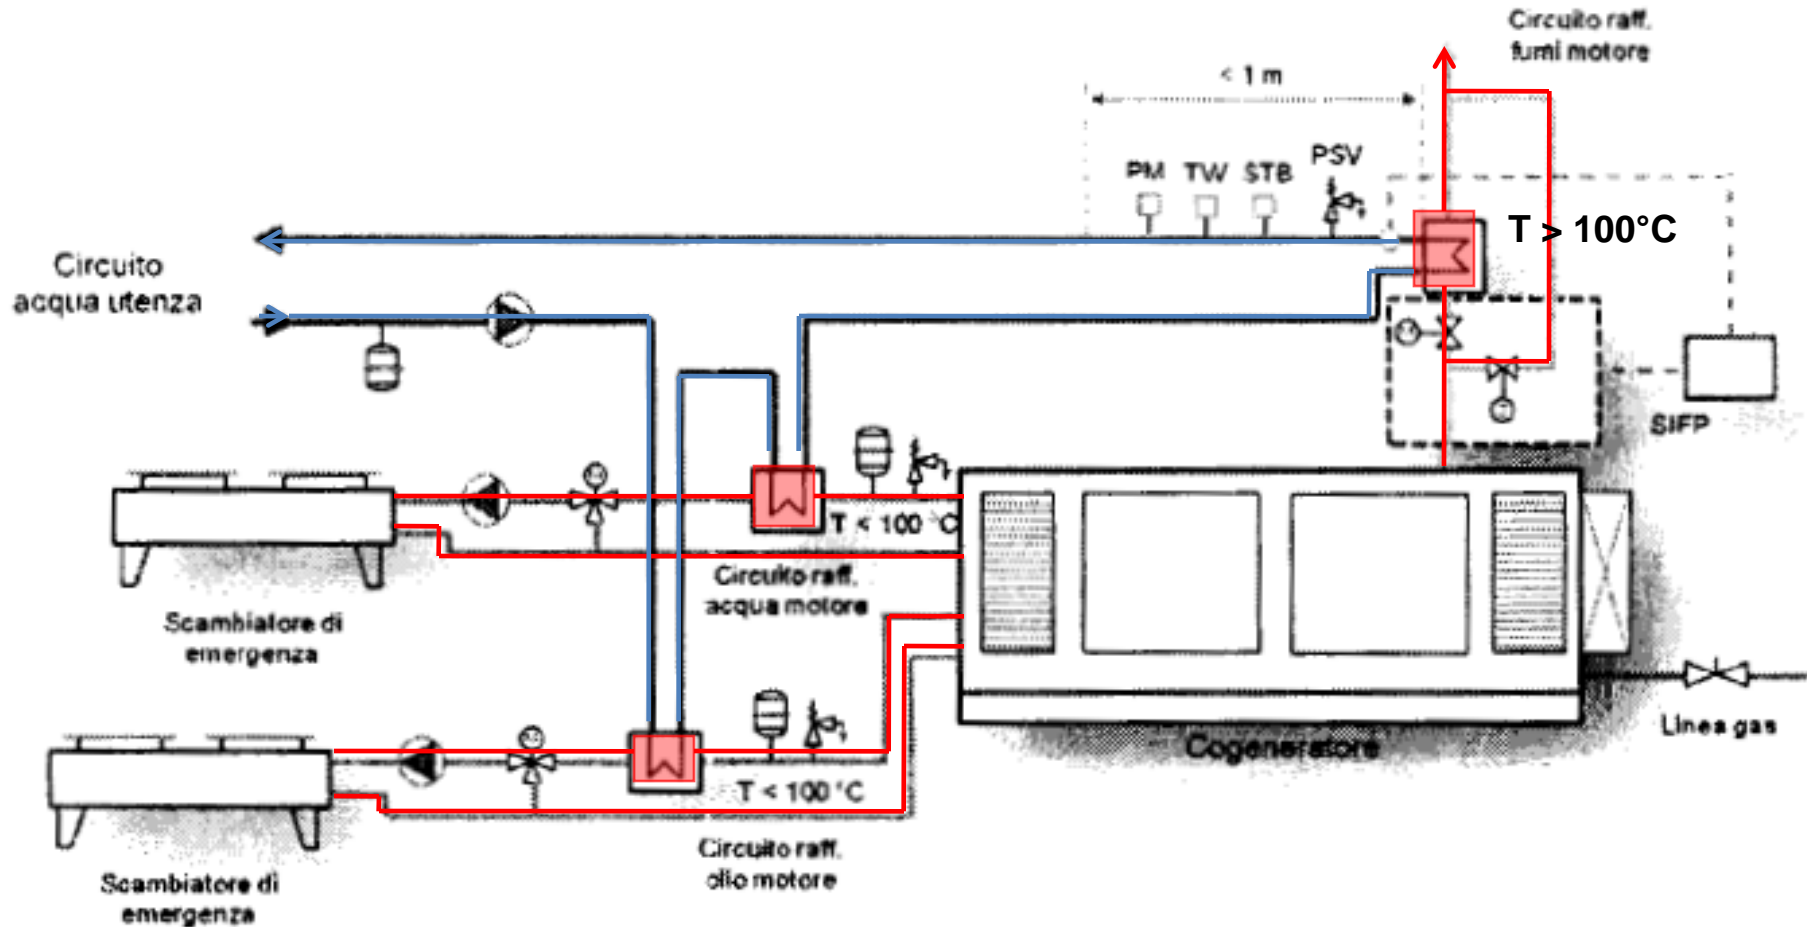 Circuito raff.
fumi motore
< 1 m
PM TW STB PSV
T > 100°C
Circuito
acqua utenza
SIFP
T < 100 °C
Circuito raff.
acqua motore
Scambiatore di
emergenza
Linea gas
Cogeneratore
T < 100 °C
Circuito raff.
olio motore
Scambiatore di
emergenza